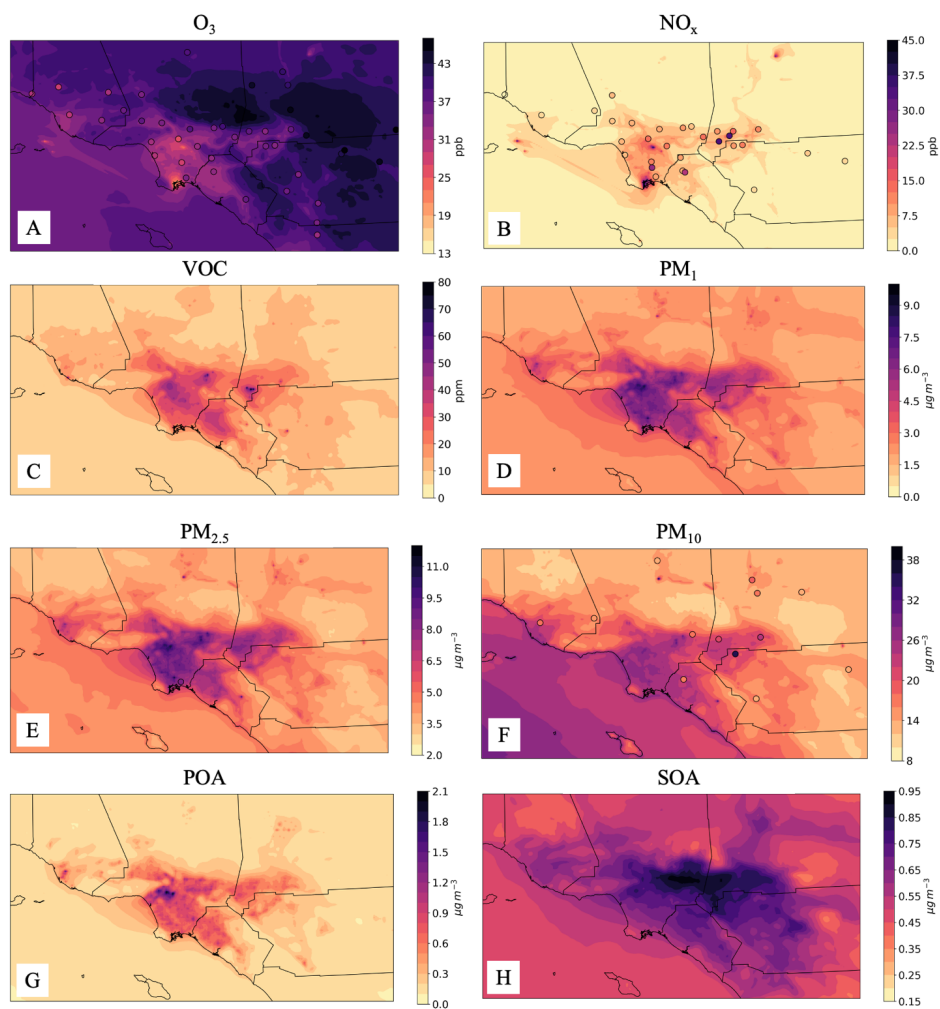 O₃
NOₓ
43
37
31
25
19
13
ppb
A
45.0
37.5
30.0
22.5
15.0
7.5
0.0
ppb
B
VOC
PM₁
80
70
60
50
40
30
20
10
0
ppm
C
9.0
7.5
6.0
4.5
3.0
1.5
0.0
μg m⁻³
D
PM₂.₅
PM₁₀
11.0
9.5
8.0
6.5
5.0
3.5
2.0
μg m⁻³
E
38
32
26
20
14
8
μg m⁻³
F
POA
SOA
2.1
1.8
1.5
1.2
0.9
0.6
0.3
0.0
μg m⁻³
G
0.95
0.85
0.75
0.65
0.55
0.45
0.35
0.25
0.15
μg m⁻³
H